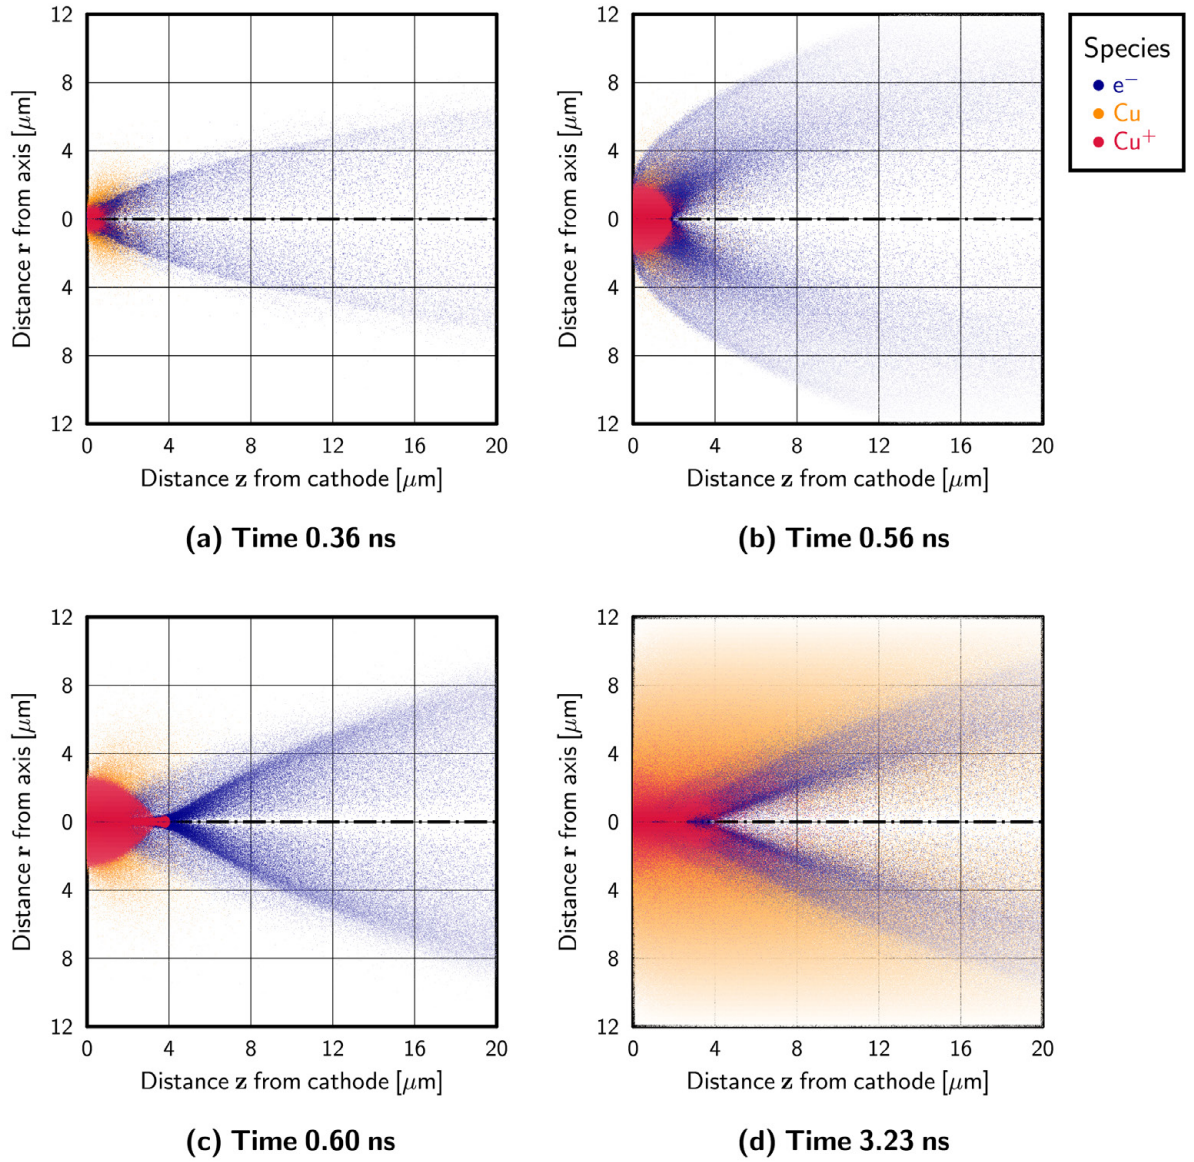 12
8
4
0
4
8
12
Distance r from axis [μm]
0 4 8 12 16 20
Distance z from cathode [μm]
(a) Time 0.36 ns
12
8
4
0
4
8
12
Distance r from axis [μm]
0 4 8 12 16 20
Distance z from cathode [μm]
(b) Time 0.56 ns
Species
e⁻
Cu
Cu⁺
12
8
4
0
4
8
12
Distance r from axis [μm]
0 4 8 12 16 20
Distance z from cathode [μm]
(c) Time 0.60 ns
12
8
4
0
4
8
12
Distance r from axis [μm]
0 4 8 12 16 20
Distance z from cathode [μm]
(d) Time 3.23 ns